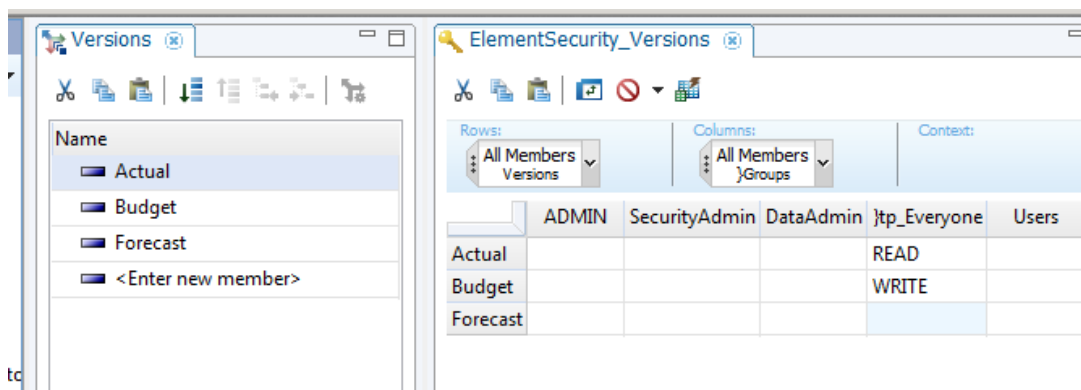 Versions
Name
Actual
Budget
Forecast
<Enter new member>
ElementSecurity_Versions
Rows:
Columns:
Context:
All Members
Versions
All Members
}Groups
ADMIN SecurityAdmin DataAdmin }tp_Everyone Users
Actual READ
Budget WRITE
Forecast